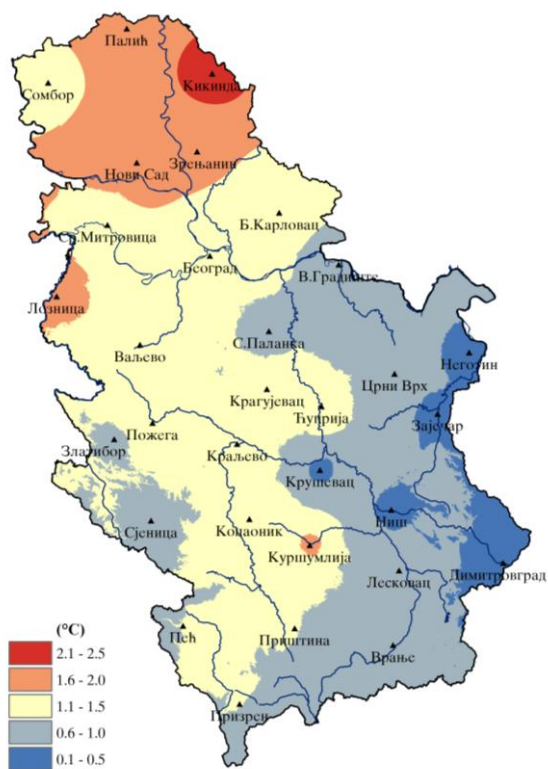 Палић
Сомбор
Кикинда
Зрењанин
Нови Сад
Б.Карловац
Ср.Митровица
Београд
В.Градиште
Лозница
С.Паланка
Ваљево
Неготин
Црни Врх
Крагујевац
Ћуприја
Зајечар
Пожега
Златибор
Краљево
Крушевац
Сјеница
Копаоник
Ниш
Куршумлија
Лесковац
Димитровград
Пећ
Приштина
Врање
Призрен
(°C)
2.1 - 2.5
1.6 - 2.0
1.1 - 1.5
0.6 - 1.0
0.1 - 0.5